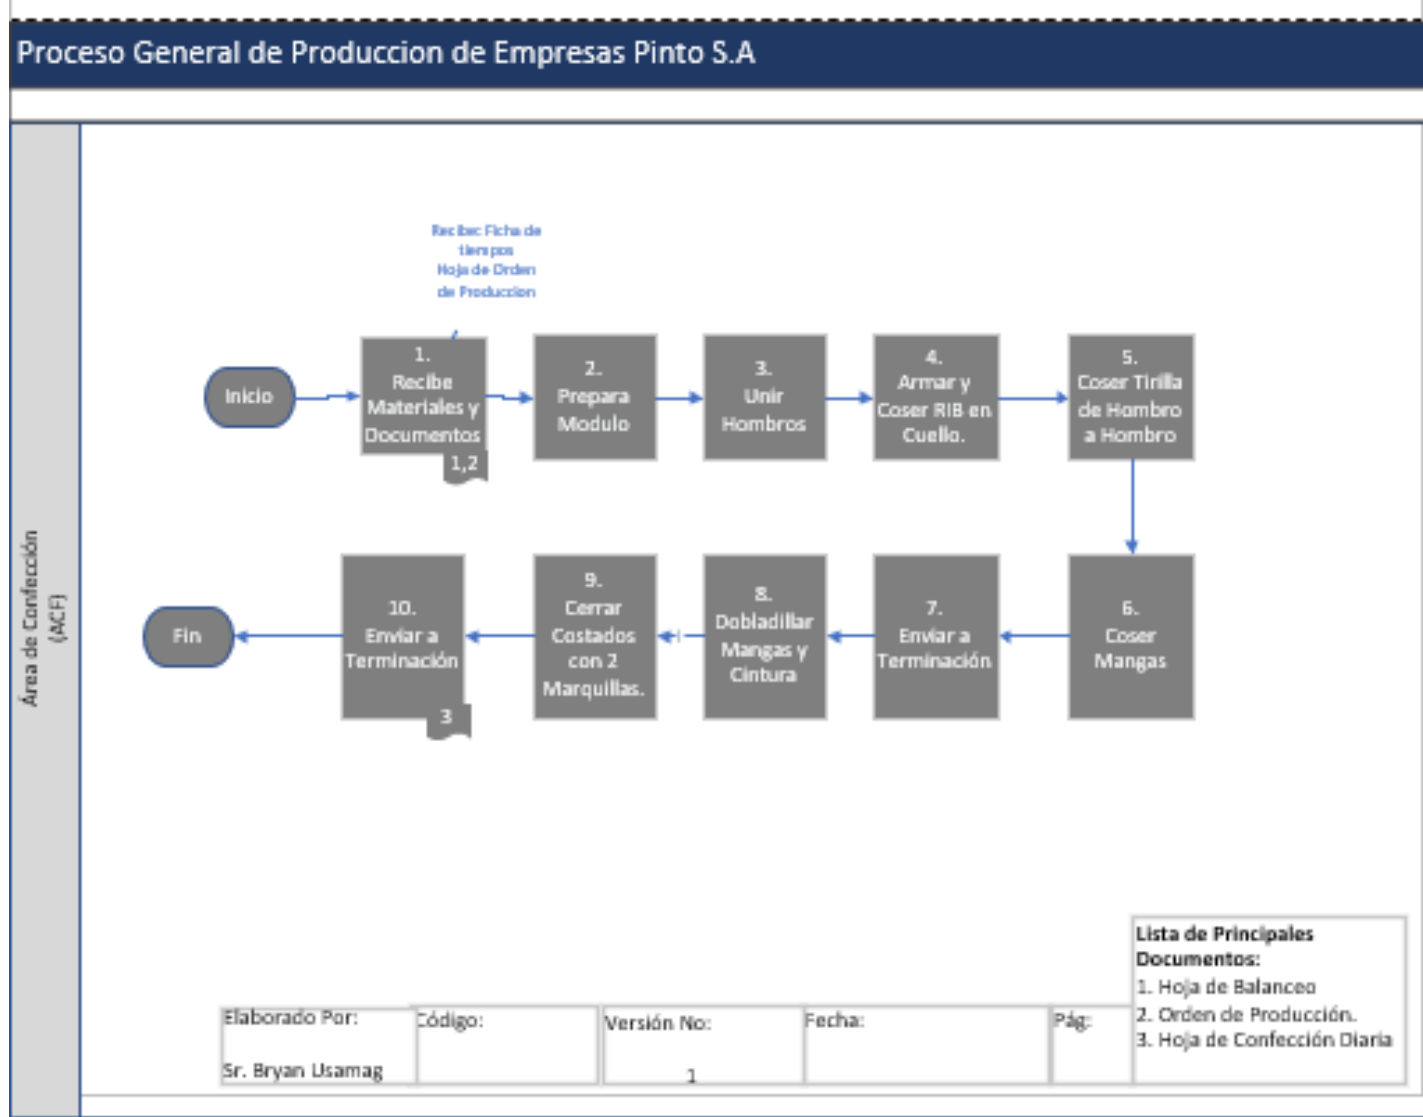 Proceso General de Produccion de Empresas Pinto S.A
Área de Confección
(ACF)
Recibec Ficha de
tiempos
Hoja de Orden
de Produccion
Inicio
1.
Recibe
Materiales y
Documentos
1,2
2.
Prepara
Modulo
3.
Unir
Hombros
4.
Armar y
Coser RIB en
Cuello.
5.
Coser Tirilla
de Hombro
a Hombro
6.
Coser
Mangas
7.
Enviar a
Terminación
8.
Dobladillar
Mangas y
Cintura
9.
Cerrar
Costados
con 2
Marquillas.
10.
Enviar a
Terminación
3
Fin
Lista de Principales
Documentos:
1. Hoja de Balanceo
2. Orden de Producción.
3. Hoja de Confección Diaria
Elaborado Por:
Sr. Bryan Usamag
Código:
Versión No:
1
Fecha:
Pág: